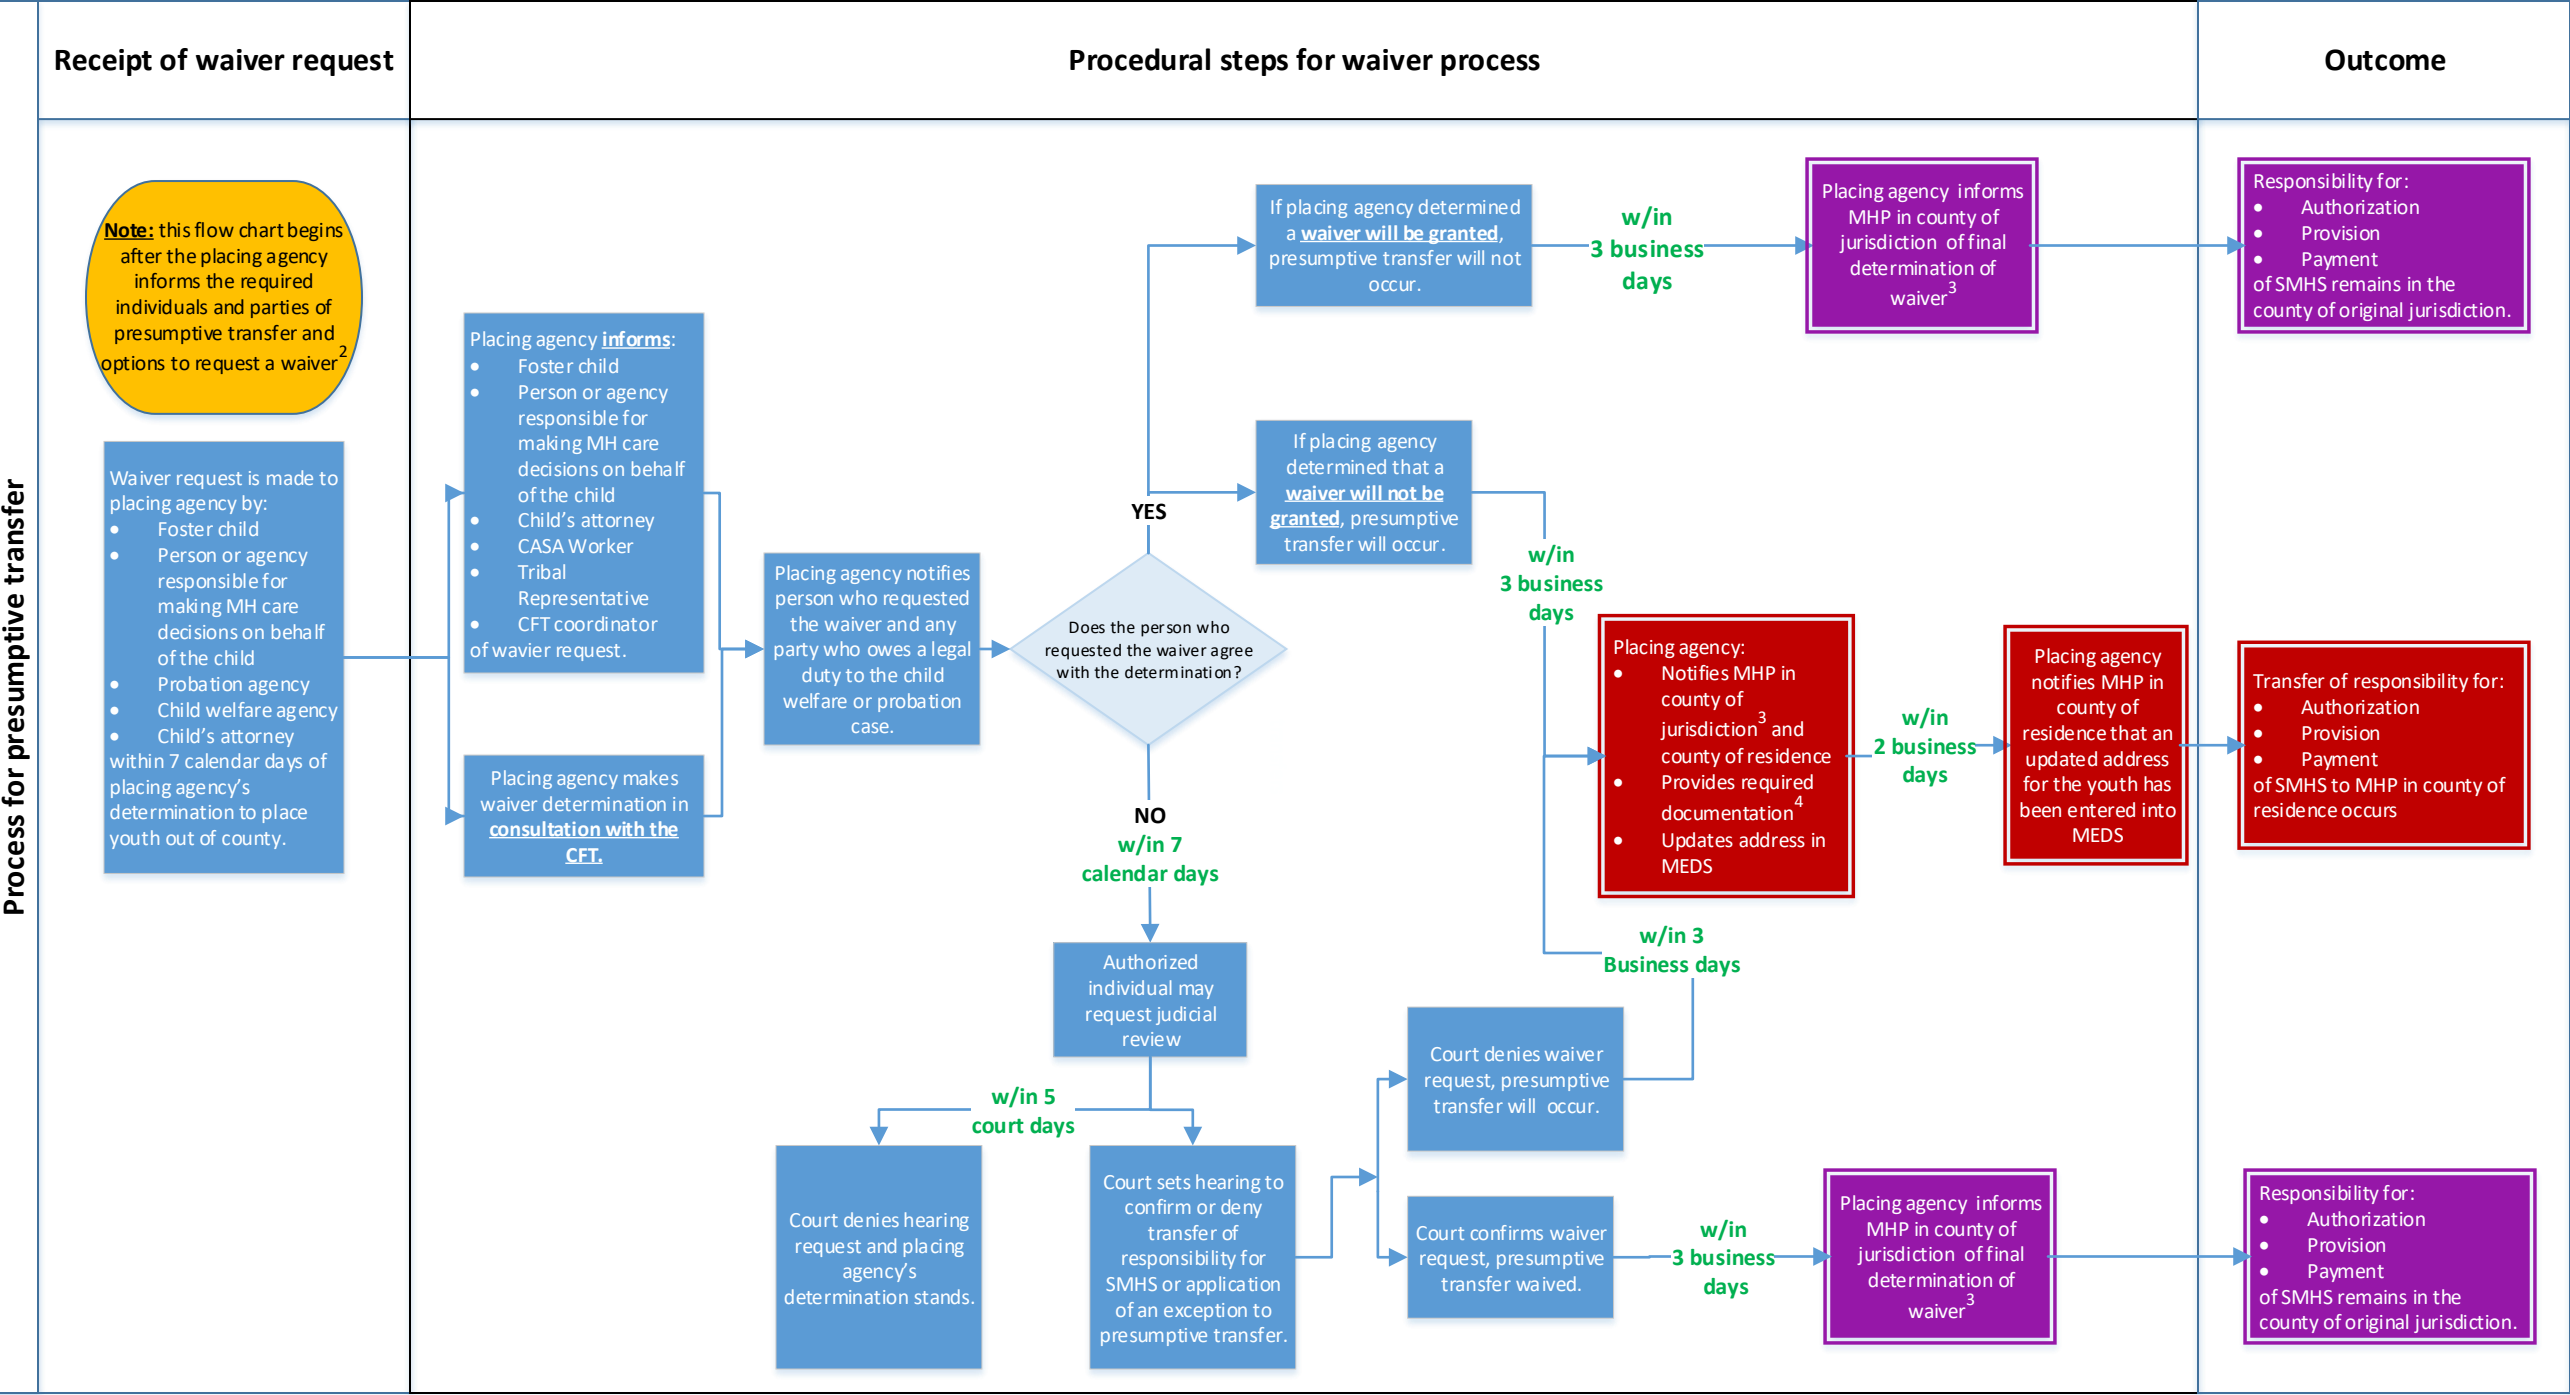 Receipt of waiver request
Procedural steps for waiver process
Outcome
Process for presumptive transfer
Note: this flow chart begins
after the placing agency
informs the required
individuals and parties of
presumptive transfer and
options to request a waiver2
Waiver request is made to
placing agency by:
• Foster child
• Person or agency
responsible for
making MH care
decisions on behalf
of the child
• Probation agency
• Child welfare agency
• Child's attorney
within 7 calendar days of
placing agency's
determination to place
youth out of county.
Placing agency informs:
• Foster child
• Person or agency
responsible for
making MH care
decisions on behalf
of the child
• Child's attorney
• CASA Worker
• Tribal
Representative
• CFT coordinator
of wavier request.
Placing agency makes
waiver determination in
consultation with the
CFT.
Placing agency notifies
person who requested
the waiver and any
party who owes a legal
duty to the child
welfare or probation
case.
Does the person who
requested the waiver agree
with the determination?
YES
If placing agency determined
a waiver will be granted,
presumptive transfer will not
occur.
w/in
3 business
days
Placing agency informs
MHP in county of
jurisdiction of final
determination of
waiver3
Responsibility for:
• Authorization
• Provision
• Payment
of SMHS remains in the
county of original jurisdiction.
If placing agency
determined that a
waiver will not be
granted, presumptive
transfer will occur.
w/in
3 business
days
Placing agency:
• Notifies MHP in
county of
jurisdiction3 and
county of residence
• Provides required
documentation4
• Updates address in
MEDS
w/in
2 business
days
Placing agency
notifies MHP in
county of
residence that an
updated address
for the youth has
been entered into
MEDS
Transfer of responsibility for:
• Authorization
• Provision
• Payment
of SMHS to MHP in county of
residence occurs
NO
w/in 7
calendar days
Authorized
individual may
request judicial
review
w/in 5
court days
Court denies hearing
request and placing
agency's
determination stands.
Court sets hearing to
confirm or deny
transfer of
responsibility for
SMHS or application
of an exception to
presumptive transfer.
Court denies waiver
request, presumptive
transfer will occur.
w/in 3
Business days
Court confirms waiver
request, presumptive
transfer waived.
w/in
3 business
days
Placing agency informs
MHP in county of
jurisdiction of final
determination of
waiver3
Responsibility for:
• Authorization
• Provision
• Payment
of SMHS remains in the
county of original jurisdiction.